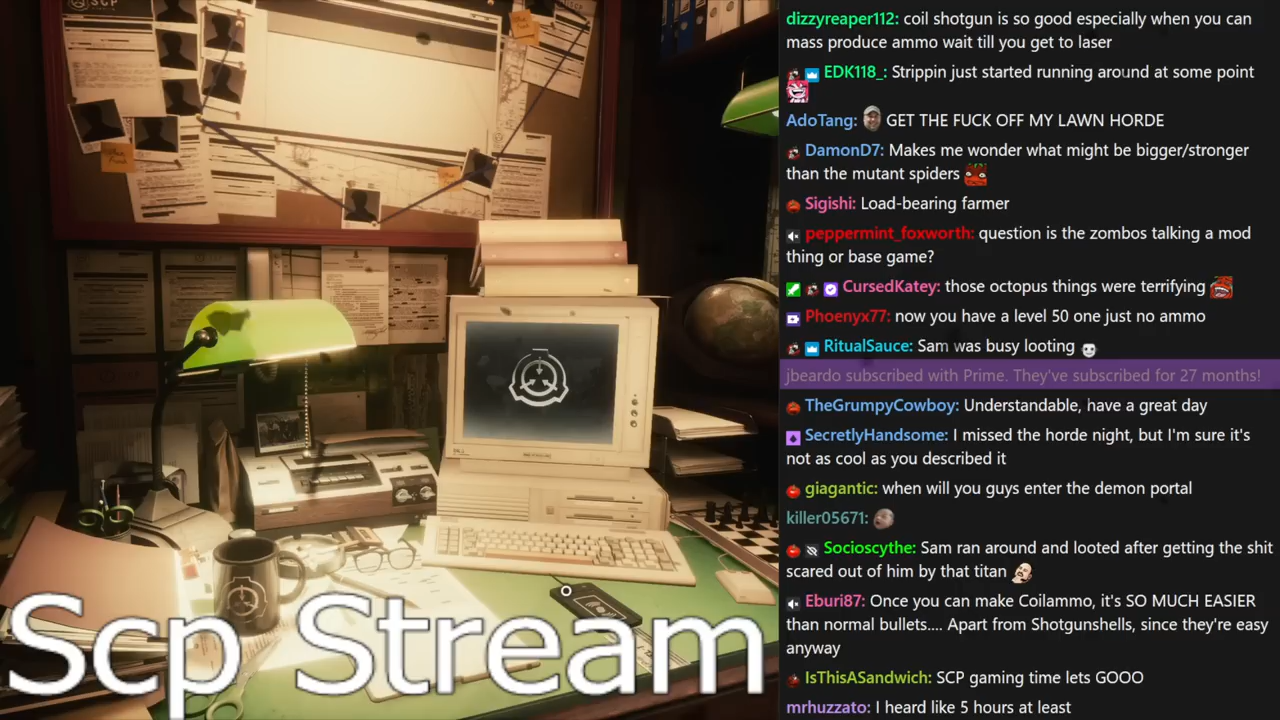 SCP
dizzyreaper112: coil shotgun is so good especially when you can
mass produce ammo wait till you get to laser
EDK118_: Strippin just started running around at some point
AdoTang: GET THE FUCK OFF MY LAWN HORDE
DamonD7: Makes me wonder what might be bigger/stronger
than the mutant spiders
Sigishi: Load-bearing farmer
peppermint_foxworth: question is the zombos talking a mod
thing or base game?
CursedKatey: those octopus things were terrifying
Phoenyx77: now you have a level 50 one just no ammo
RitualSauce: Sam was busy looting
jbeardo subscribed with Prime. They've subscribed for 27 months!
TheGrumpyCowboy: Understandable, have a great day
SecretlyHandsome: I missed the horde night, but I'm sure it's
not as cool as you described it
giagantic: when will you guys enter the demon portal
killer05671:
Socioscythe: Sam ran around and looted after getting the shit
scared out of him by that titan
Eburi87: Once you can make Coilammo, it's SO MUCH EASIER
than normal bullets.... Apart from Shotgunshells, since they're easy
anyway
IsThisASandwich: SCP gaming time lets GOOO
mrhuzzato: I heard like 5 hours at least
Scp Stream